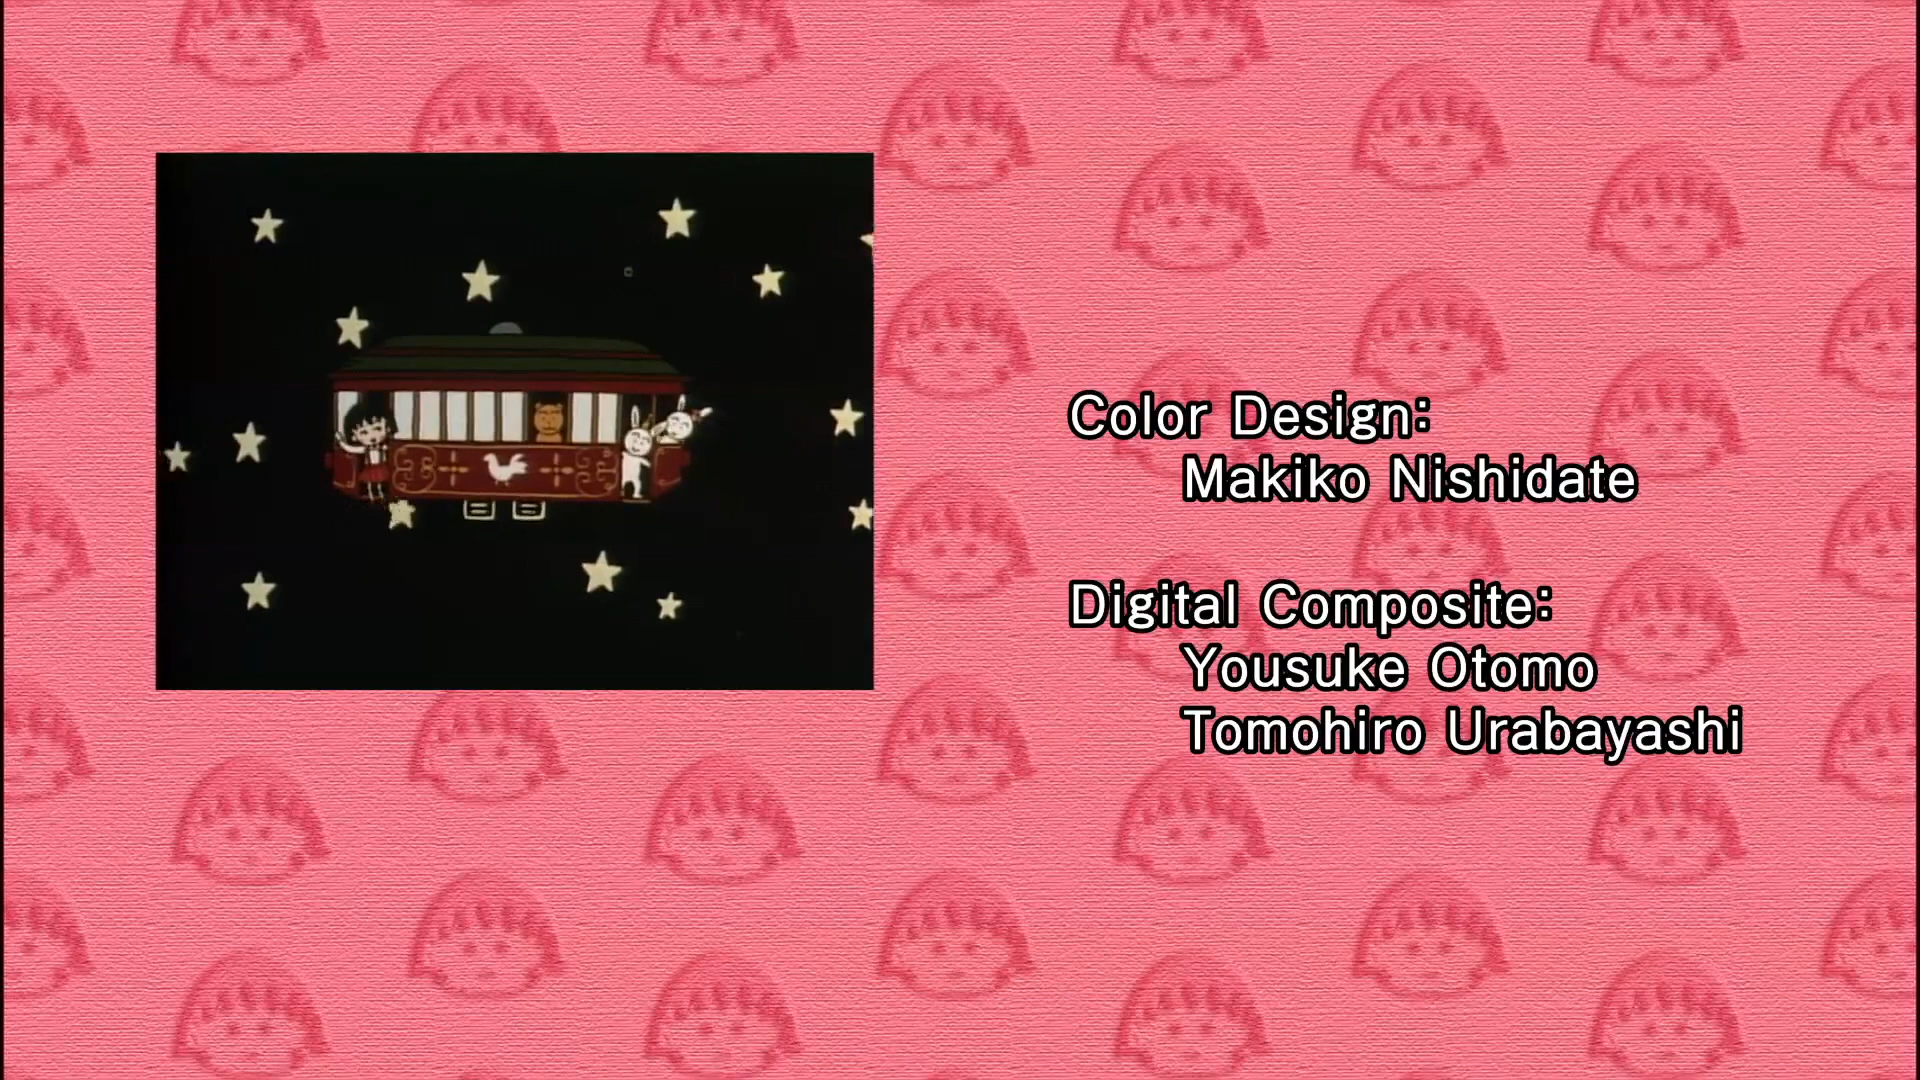 Color Design:
Makiko Nishidate
Digital Composite:
Yousuke Otomo
Tomohiro Urabayashi